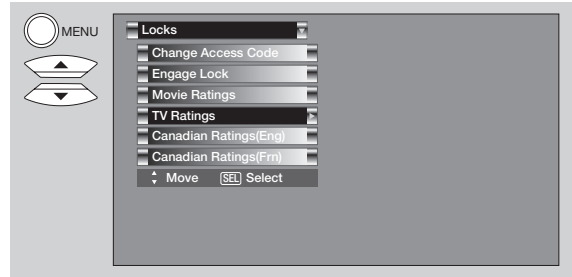 MENU
Locks
Change Access Code
Engage Lock
Movie Ratings
TV Ratings
Canadian Ratings(Eng)
Canadian Ratings(Frn)
Move SEL Select